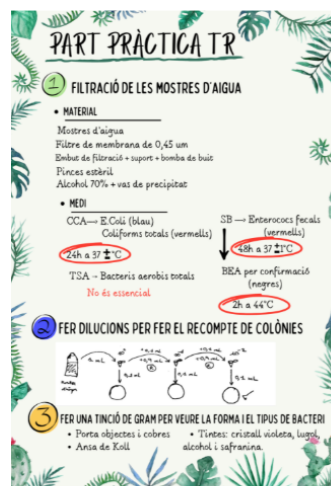 PART PRÀCTICA TR
1 FILTRACIÓ DE LES MOSTRES D'AIGUA
• MATERIAL
Mostres d'aigua
Filtre de membrana de 0,45 um
Embut de filtració + suport + bomba de buit
Pinces estèril
Alcohol 70% + vas de precipitat
• MEDI
CCA→ E.Coli (blau)
Coliforms totals (vermells)
24h a 37 ±°C
TSA - Bacteris aerobis totals
No és essencial
SB → Enterococs fecals
(vermells)
48h a 37 ±1°C
BEA per confirmació
(negres)
2h a 44°C
2 FER DILUCIONS PER FER EL RECOMPTE DE COLÒNIES
3 FER UNA TINCIÓ DE GRAM PER VEURE LA FORMA I EL TIPUS DE BACTERI
• Porta objectes i cobres
• Ansa de Koll
• Tintes: cristall violeta, lugol,
alcohol i safranina.